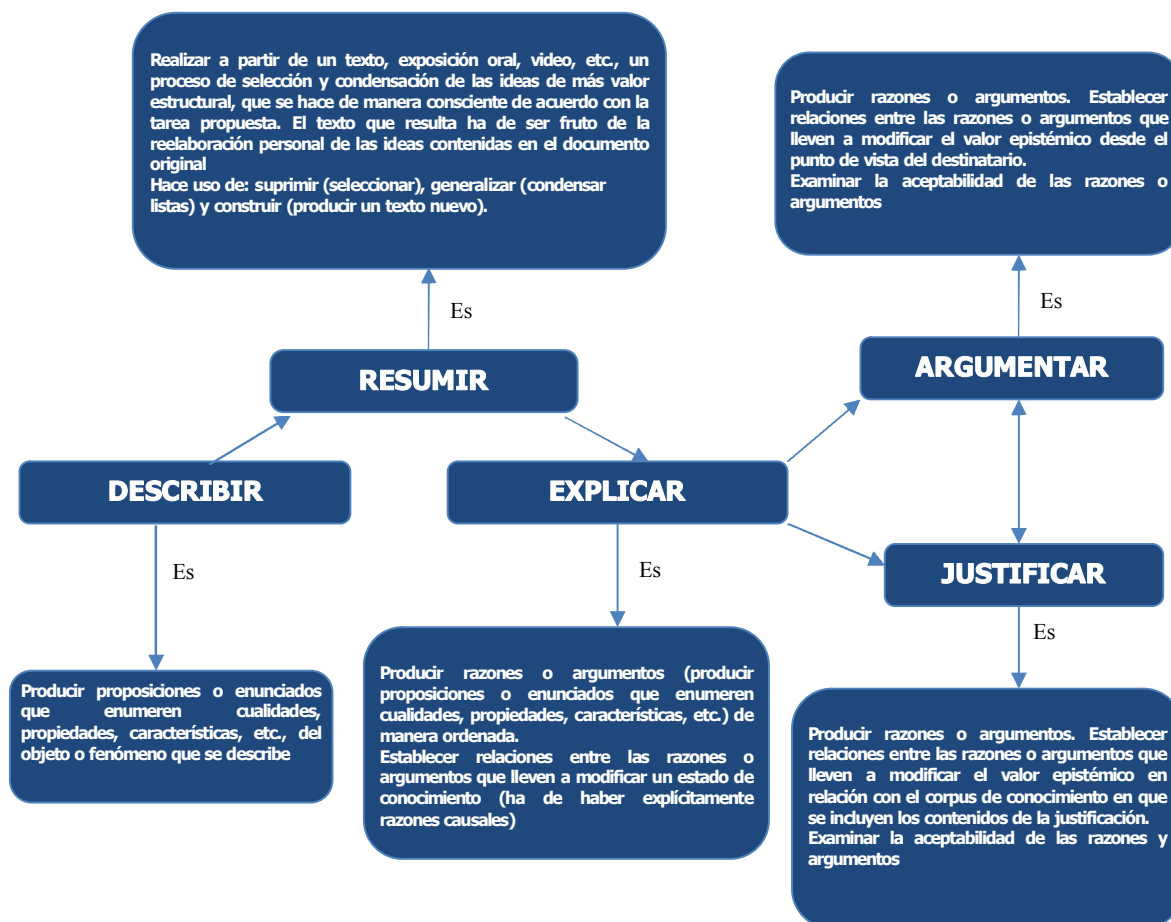 Realizar a partir de un texto, exposición oral, video, etc., un
proceso de selección y condensación de las ideas de más valor
estructural, que se hace de manera consciente de acuerdo con la
tarea propuesta. El texto que resulta ha de ser fruto de la
reelaboración personal de las ideas contenidas en el documento
original
Hace uso de: suprimir (seleccionar), generalizar (condensar
listas) y construir (producir un texto nuevo).
Producir razones o argumentos. Establecer
relaciones entre las razones o argumentos que
lleven a modificar el valor epistémico desde el
punto de vista del destinatario.
Examinar la aceptabilidad de las razones o
argumentos
Es
Es
RESUMIR
ARGUMENTAR
DESCRIBIR
EXPLICAR
JUSTIFICAR
Es
Es
Es
Producir proposiciones o enunciados
que enumeren cualidades,
propiedades, características, etc., del
objeto o fenómeno que se describe
Producir razones o argumentos (producir
proposiciones o enunciados que enumeren
cualidades, propiedades, características, etc.) de
manera ordenada.
Establecer relaciones entre las razones o
argumentos que lleven a modificar un estado de
conocimiento (ha de haber explícitamente
razones causales)
Producir razones o argumentos. Establecer
relaciones entre las razones o argumentos que
lleven a modificar el valor epistémico en
relación con el corpus de conocimiento en que
se incluyen los contenidos de la justificación.
Examinar la aceptabilidad de las razones y
argumentos